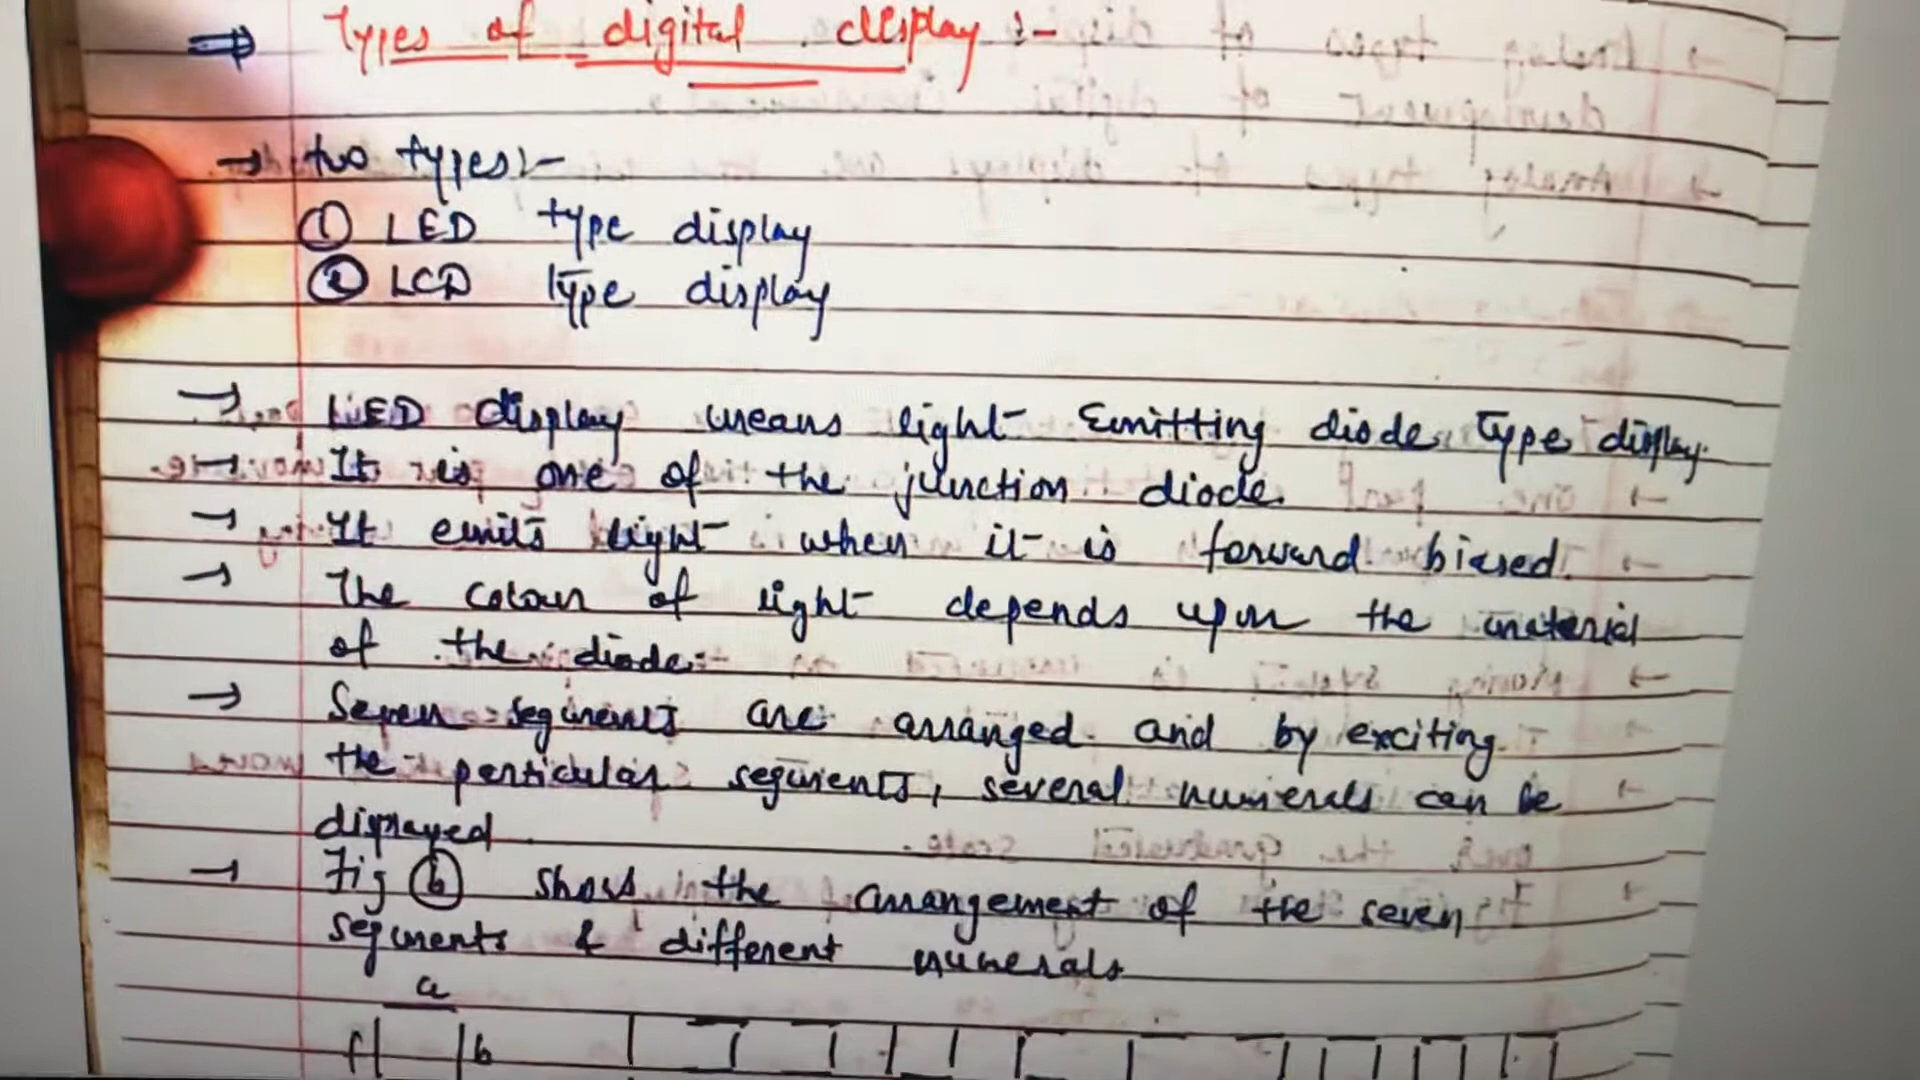 ⇒ Types of digital display :-
→ two types:-
① LED type display
② LCD type display
→ LED display means light Emitting diode type display.
→ It is one of the junction diode.
→ It emits light when it is forward biased.
→ The colour of light depends upon the material
of the diode.
→ Seven segments are arranged and by exciting
the particular segments, several numerals can be
displayed
→ Fig ⓑ shows the arrangement of the seven
segments & different numerals
a
f b